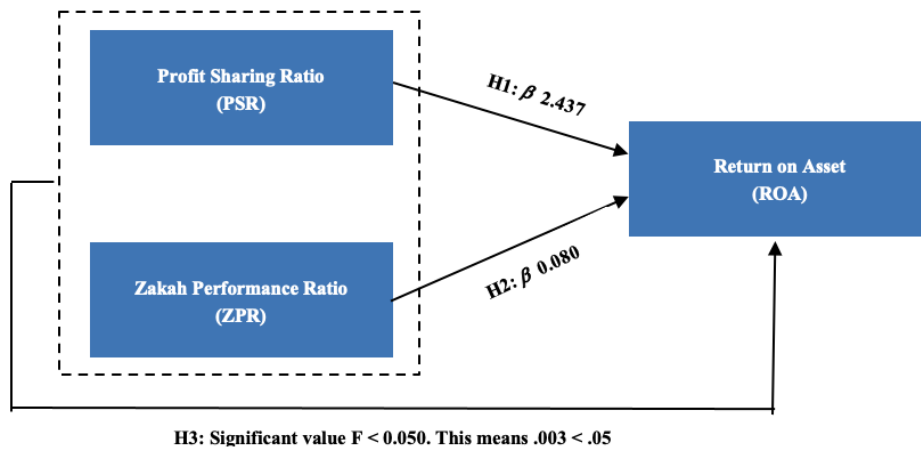 Profit Sharing Ratio
(PSR)
H1: β 2.437
Return on Asset
(ROA)
Zakah Performance Ratio
(ZPR)
H2: β 0.080
H3: Significant value F < 0.050. This means .003 < .05